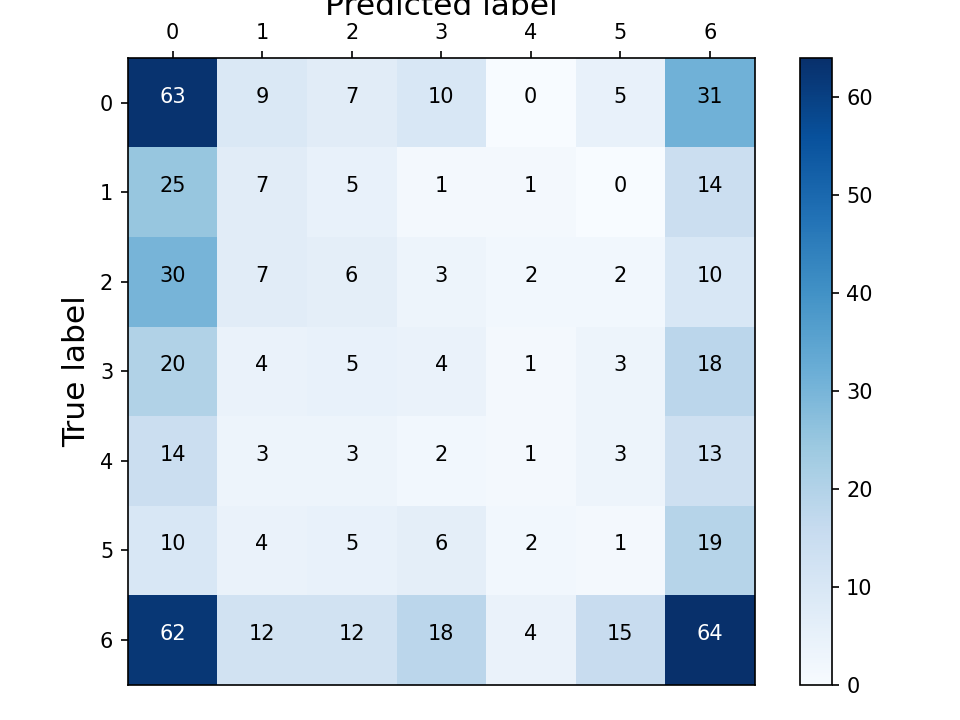 Predicted label
0 1 2 3 4 5 6
0 63 9 7 10 0 5 31
1 25 7 5 1 1 0 14
2 30 7 6 3 2 2 10
3 20 4 5 4 1 3 18
4 14 3 3 2 1 3 13
5 10 4 5 6 2 1 19
6 62 12 12 18 4 15 64
True label
60
50
40
30
20
10
0